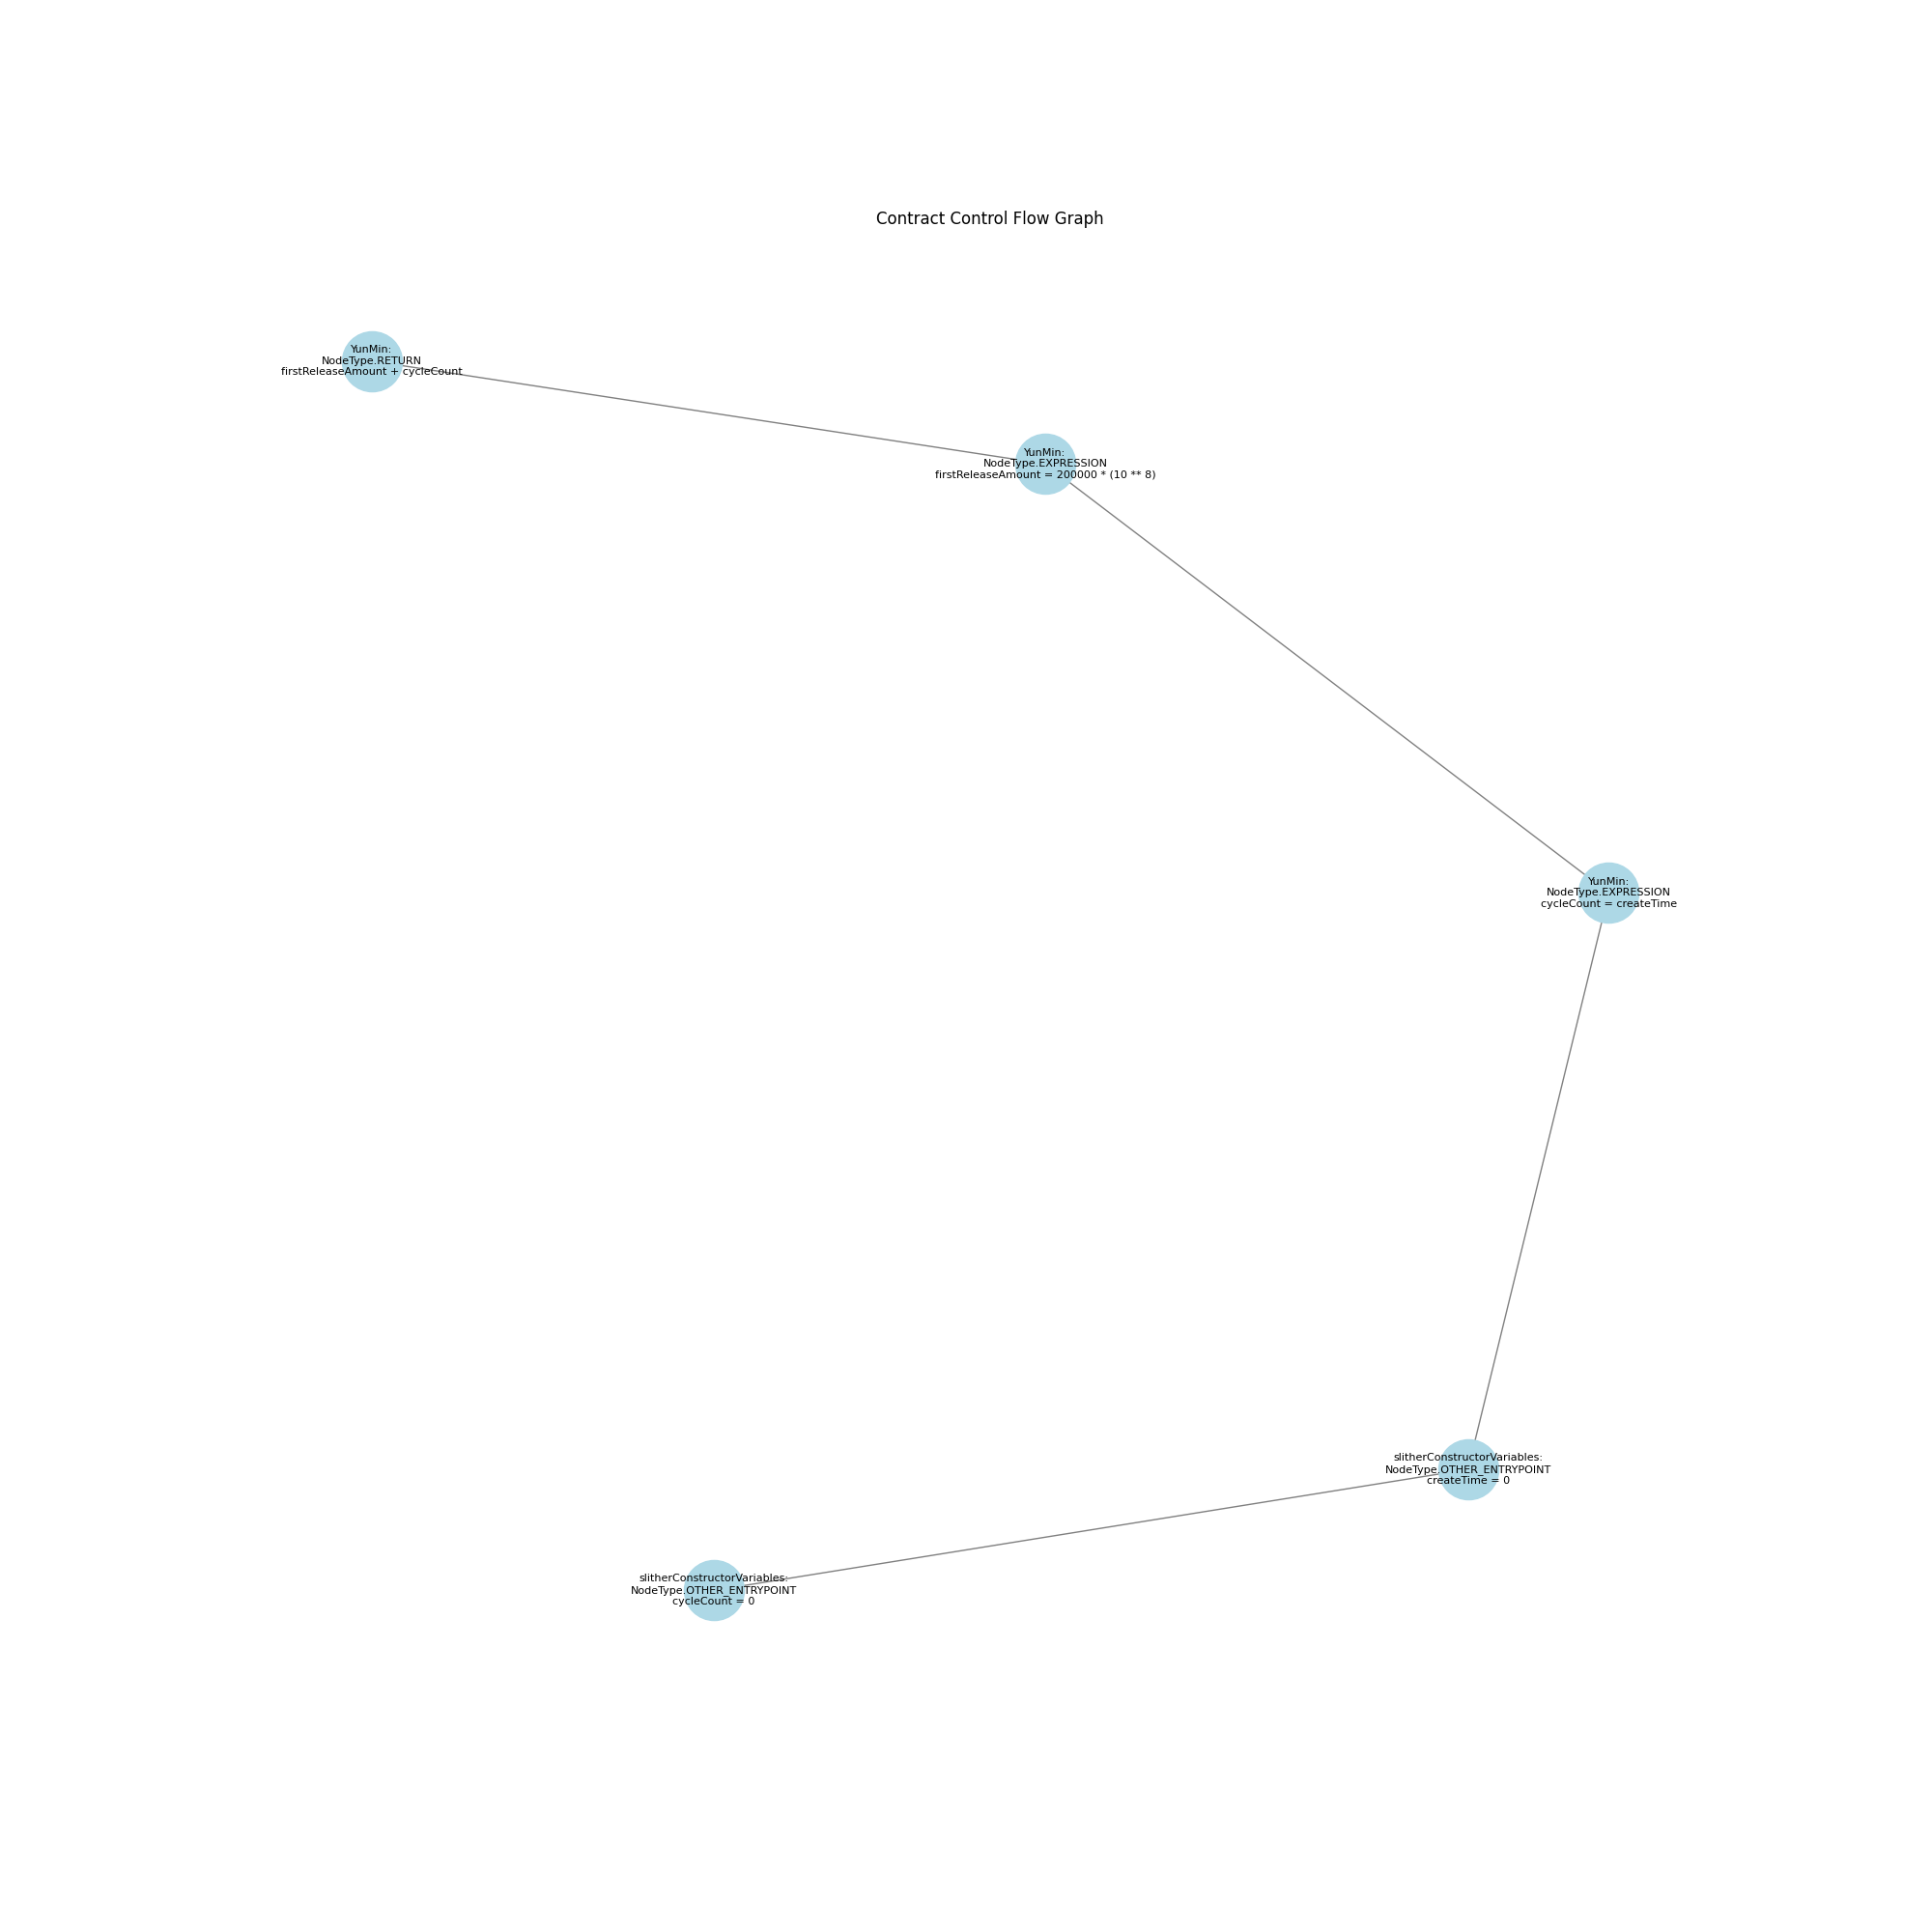 Contract Control Flow Graph
YunMin:
NodeType.RETURN
firstReleaseAmount + cycleCount
YunMin:
NodeType.EXPRESSION
firstReleaseAmount = 200000 * (10 ** 8)
YunMin:
NodeType.EXPRESSION
cycleCount = createTime
slitherConstructorVariables:
NodeType.OTHER_ENTRYPOINT
createTime = 0
slitherConstructorVariables:
NodeType.OTHER_ENTRYPOINT
cycleCount = 0